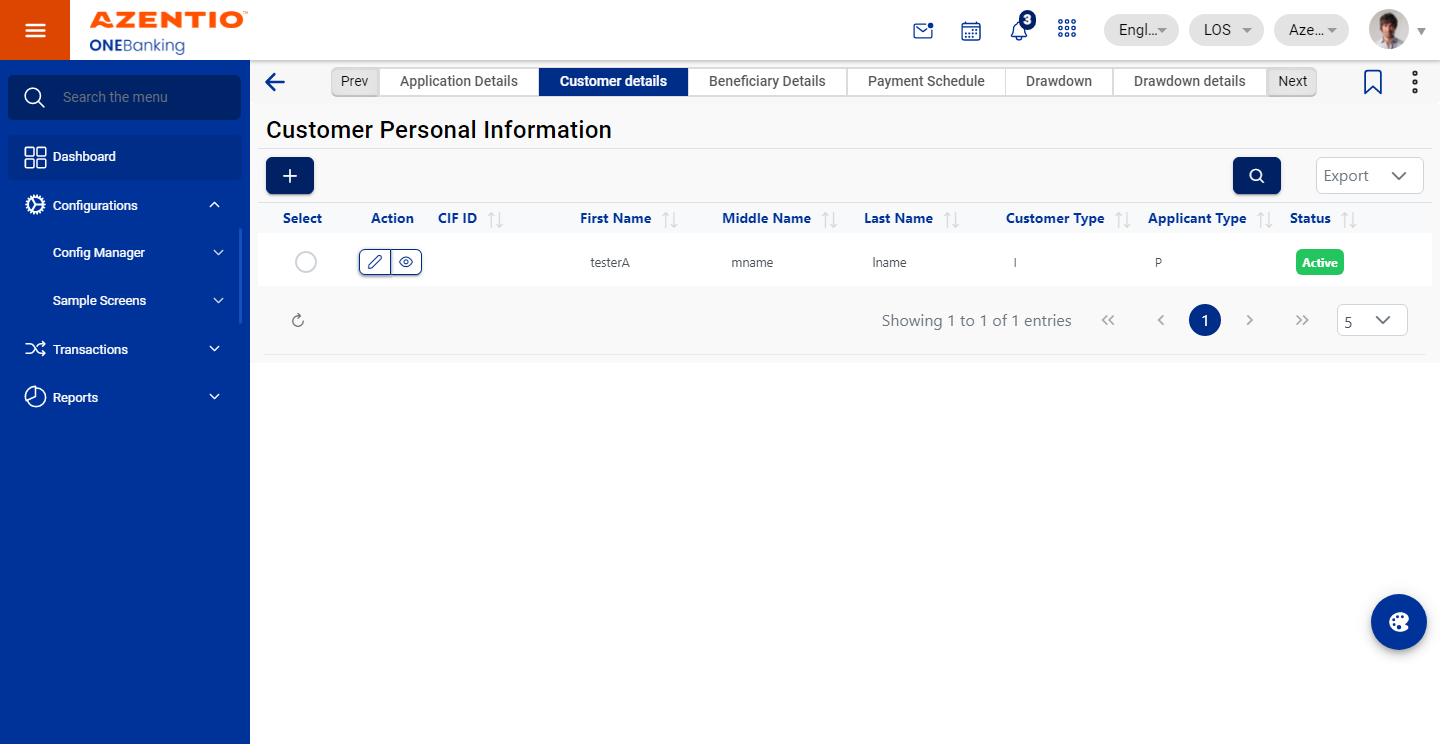 AZENTIO™
ONEBanking
3
Engl...
LOS
Aze...
Search the menu
Dashboard
Configurations
Config Manager
Sample Screens
Transactions
Reports
Prev
Application Details
Customer details
Beneficiary Details
Payment Schedule
Drawdown
Drawdown details
Next
Customer Personal Information
Export
Select Action CIF ID First Name Middle Name Last Name Customer Type Applicant Type Status
testerA mname lname I P Active
Showing 1 to 1 of 1 entries
1
5